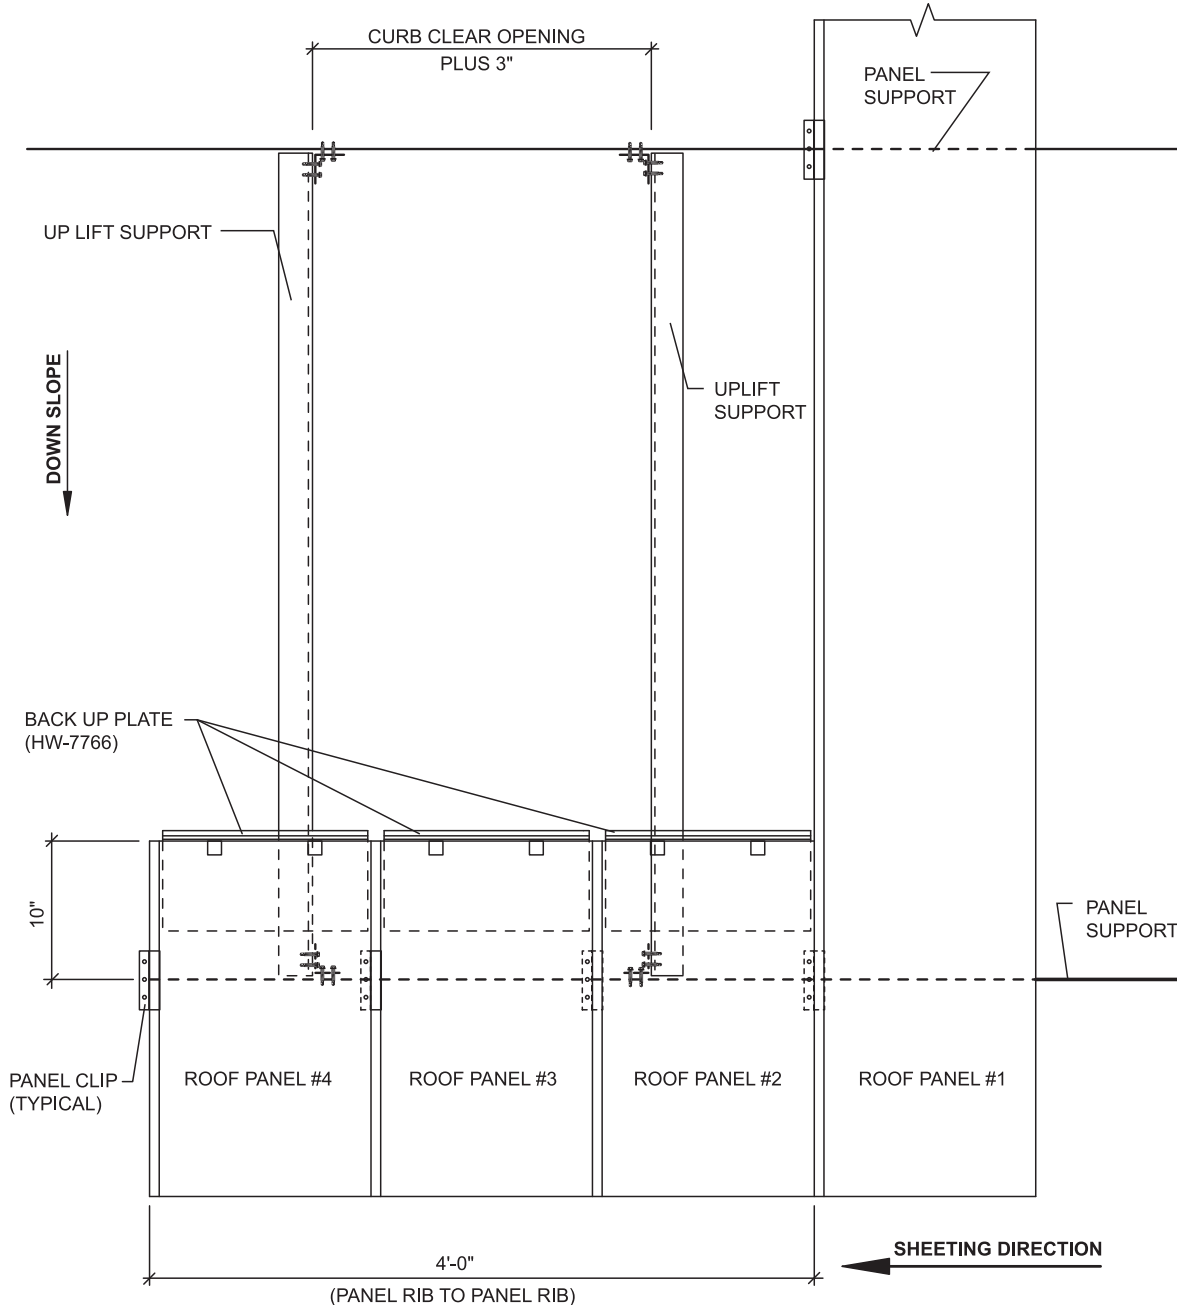 CURB CLEAR OPENING
PLUS 3"
PANEL
SUPPORT
UP LIFT SUPPORT
DOWN SLOPE
UPLIFT
SUPPORT
BACK UP PLATE
(HW-7766)
10"
PANEL
SUPPORT
PANEL CLIP
(TYPICAL)
ROOF PANEL #4
ROOF PANEL #3
ROOF PANEL #2
ROOF PANEL #1
SHEETING DIRECTION
4'-0"
(PANEL RIB TO PANEL RIB)